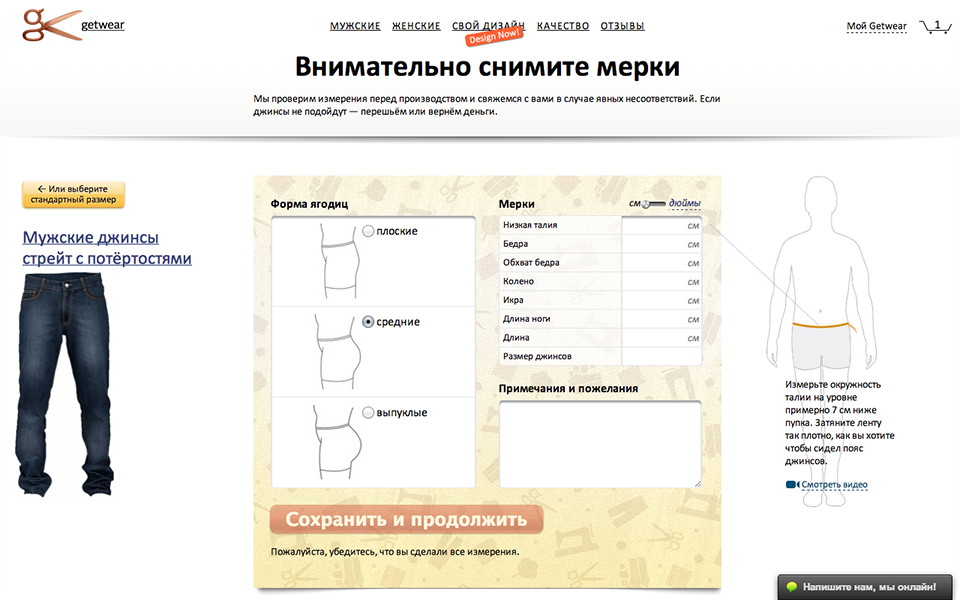 getwear
МУЖСКИЕ ЖЕНСКИЕ СВОЙ ДИЗАЙН КАЧЕСТВО ОТЗЫВЫ
Design Now!
Мой Getwear 1
Внимательно снимите мерки
Мы проверим измерения перед производством и свяжемся с вами в случае явных несоответствий. Если
джинсы не подойдут — перешьём или вернём деньги.
← Или выберите
стандартный размер
Мужские джинсы
стрейт с потёртостями
Форма ягодиц
плоские
средние
выпуклые
Мерки
см дюймы
Низкая талия см
Бедра см
Обхват бедра см
Колено см
Икра см
Длина ноги см
Длина см
Размер джинсов
Примечания и пожелания
Сохранить и продолжить
Пожалуйста, убедитесь, что вы сделали все измерения.
Измерьте окружность
талии на уровне
примерно 7 см ниже
пупка. Затяните ленту
так плотно, как вы хотите
чтобы сидел пояс
джинсов.
Смотреть видео
Напишите нам, мы онлайн!